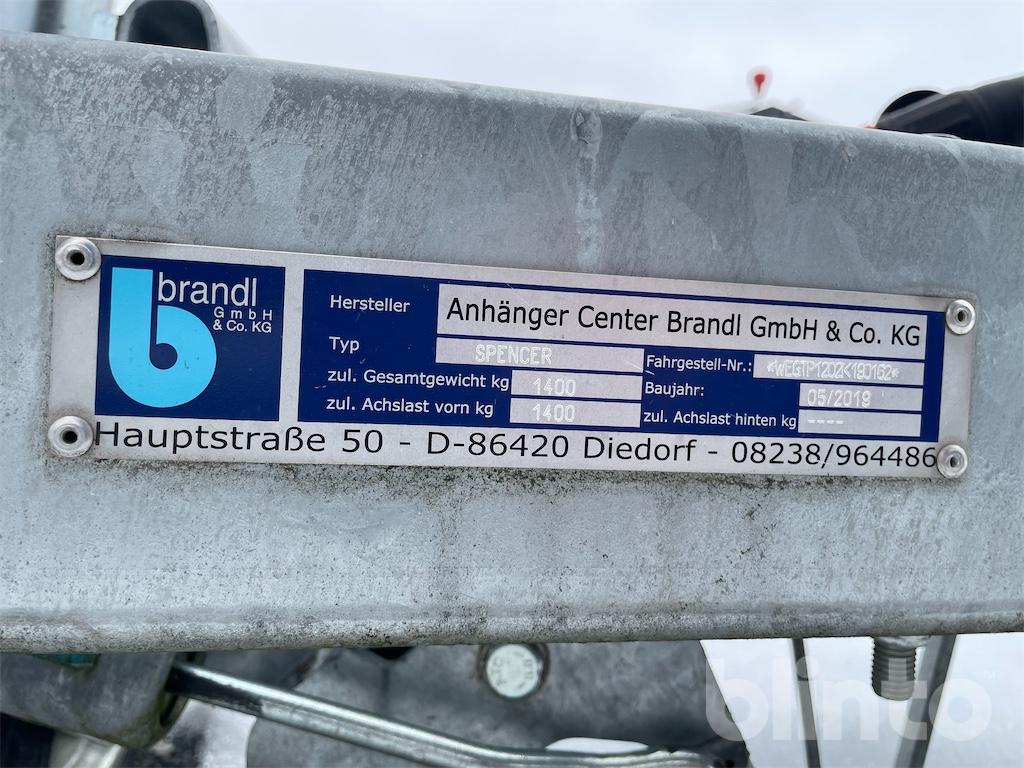 brandl
GmbH
& Co. KG
Hersteller Anhänger Center Brandl GmbH & Co. KG
Typ SPENCER Fahrgestell-Nr.: *WEGTP1202K190162*
zul. Gesamtgewicht kg 1400 Baujahr: 05/2019
zul. Achslast vorn kg 1400 zul. Achslast hinten kg ----
Hauptstraße 50 - D-86420 Diedorf - 08238/964486
blinto